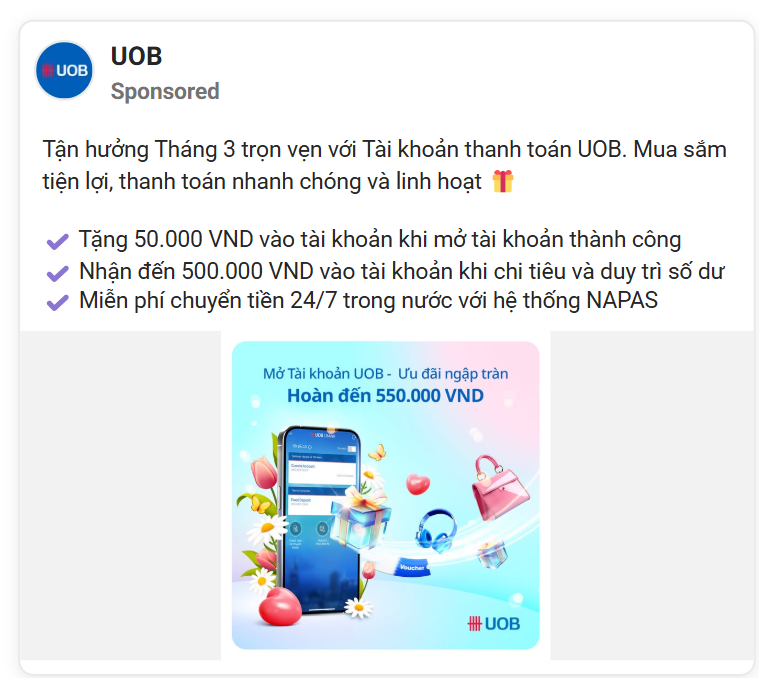 UOB
UOB
Sponsored
Tận hưởng Tháng 3 trọn vẹn với Tài khoản thanh toán UOB. Mua sắm
tiện lợi, thanh toán nhanh chóng và linh hoạt
Tặng 50.000 VND vào tài khoản khi mở tài khoản thành công
Nhận đến 500.000 VND vào tài khoản khi chi tiêu và duy trì số dư
Miễn phí chuyển tiền 24/7 trong nước với hệ thống NAPAS
Mở Tài khoản UOB - Ưu đãi ngập tràn
Hoàn đến 550.000 VND
UOB
Voucher
UOB